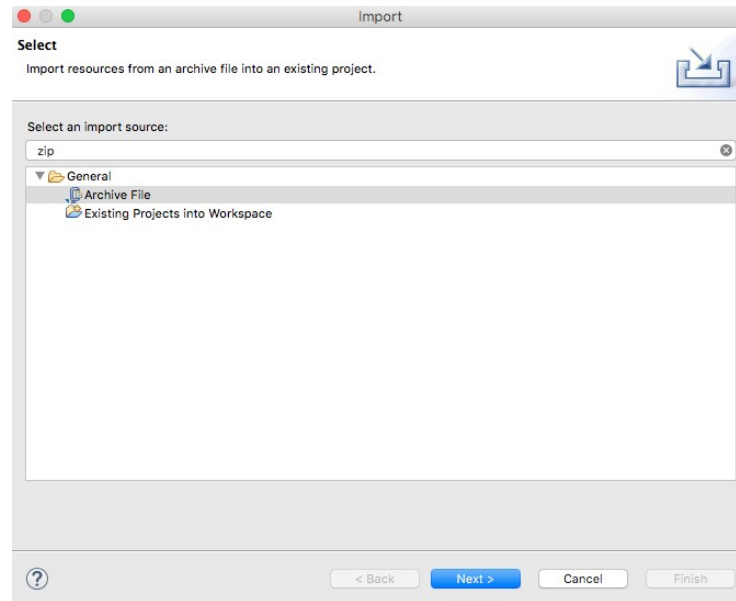 Import
Select
Import resources from an archive file into an existing project.
Select an import source:
zip
General
Archive File
Existing Projects into Workspace
?
< Back Next > Cancel Finish